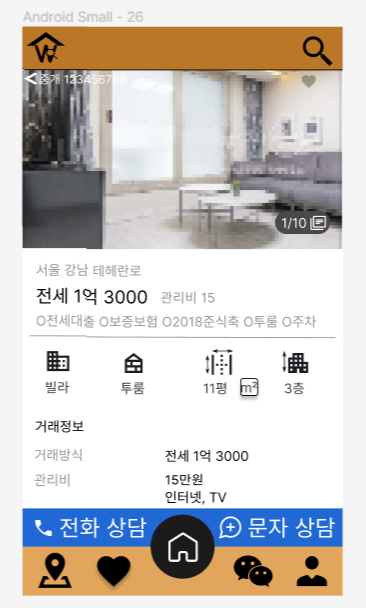 Android Small - 26
중개 123456789
1/10
서울 강남 테헤란로
전세 1억 3000 관리비 15
O전세대출 O보증보험 O2018준식축 O투룸 O주차
빌라 투룸 11평 m² 3층
거래정보
거래방식 전세 1억 3000
관리비 15만원
인터넷, TV
전화 상담 문자 상담